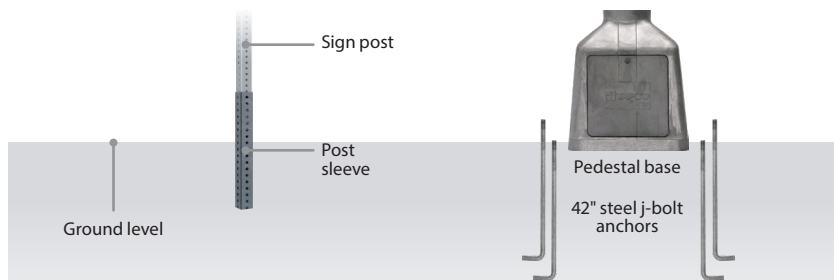 Sign post
Post
sleeve
Ground level
Pedestal base
42" steel j-bolt
anchors